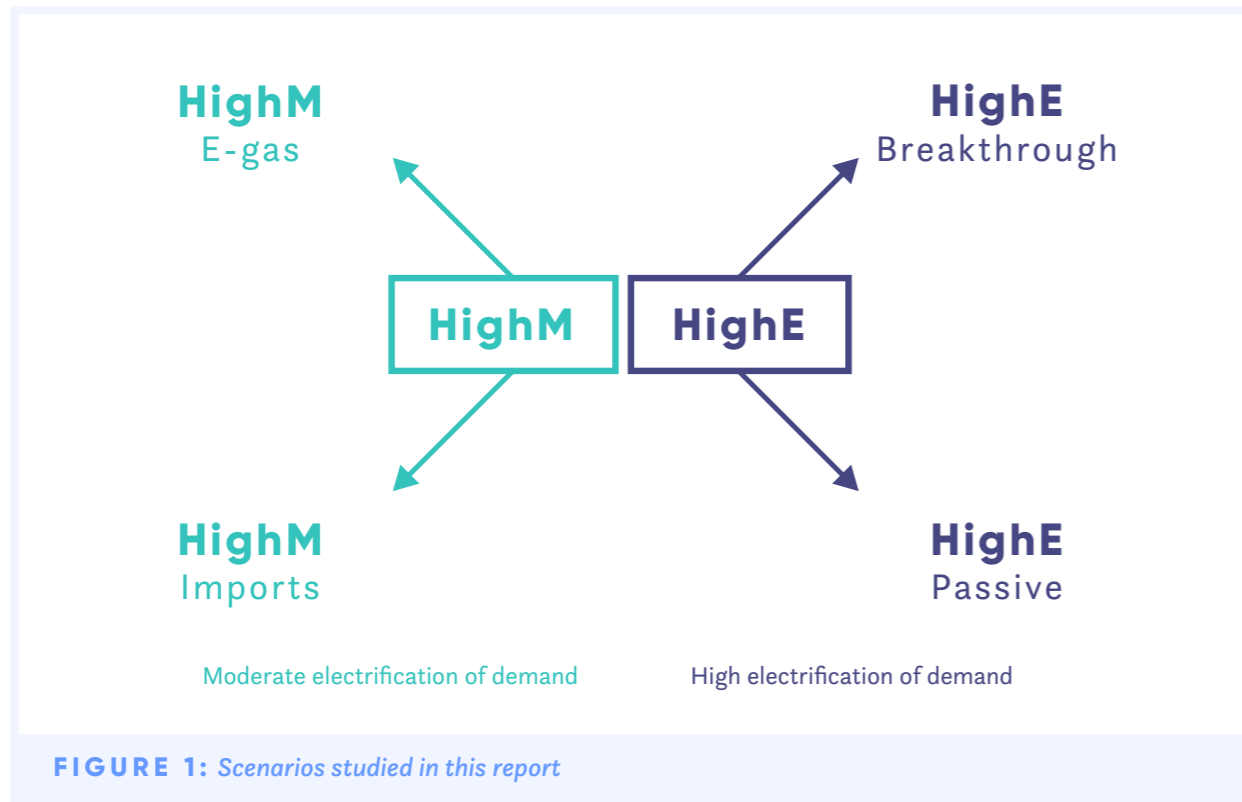 HighM
E-gas
HighE
Breakthrough
HighM
HighE
HighM
Imports
HighE
Passive
Moderate electrification of demand
High electrification of demand
FIGURE 1: Scenarios studied in this report